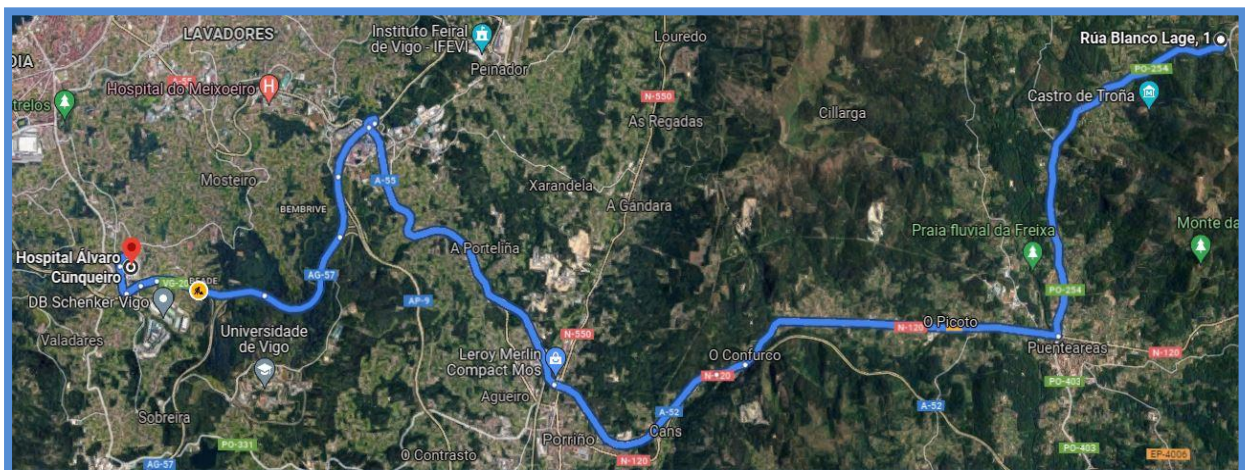 LAVADORES
Instituto Feiral
de Vigo - IFEVI
Peinador
Louredo
Rúa Blanco Lage, 1
DIA
A-55
PO-254
Hospital do Meixoeiro
N-550
Castro de Troña
trelos
As Regadas
Cillarga
A-55
Mosteiro
Xarandela
BEMBRIVE
A Gándara
A Porteliña
Praia fluvial da Freixa
Monte da
Hospital Álvaro
Cunqueiro
VG-20
BEADE
AG-57
PO-254
DB Schenker Vigo
AP-9
Universidade
de Vigo
N-550
N-120
O Picoto
Valadares
Leroy Merlin
Compact Mos
O Confurco
Puenteareas
N-120
N-120
Agueiro
PO-403
Sobreira
A-52
A-52
Cans
Porriño
PO-331
O Contrasto
N-120
PO-403
AG-57
EP-4006